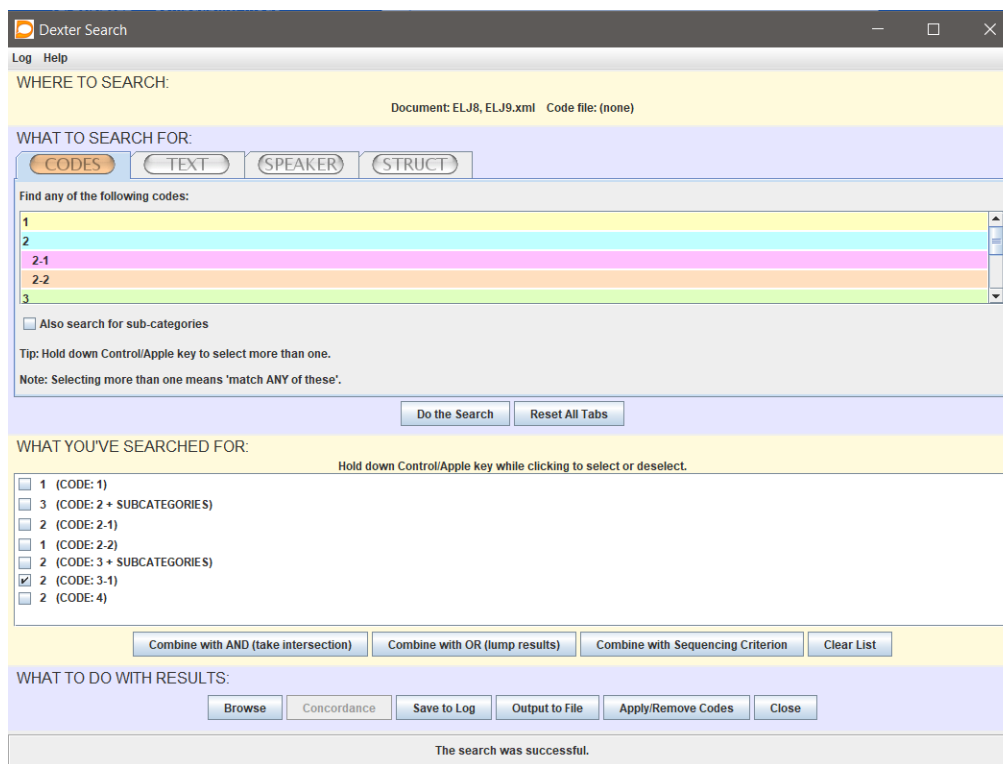 Dexter Search
Log Help
WHERE TO SEARCH:
Document: ELJ8, ELJ9.xml Code file: (none)
WHAT TO SEARCH FOR:
CODES TEXT SPEAKER STRUCT
Find any of the following codes:
1
2
2-1
2-2
3
Also search for sub-categories
Tip: Hold down Control/Apple key to select more than one.
Note: Selecting more than one means 'match ANY of these'.
Do the Search Reset All Tabs
WHAT YOU'VE SEARCHED FOR:
Hold down Control/Apple key while clicking to select or deselect.
1 (CODE: 1)
3 (CODE: 2 + SUBCATEGORIES)
2 (CODE: 2-1)
1 (CODE: 2-2)
2 (CODE: 3 + SUBCATEGORIES)
2 (CODE: 3-1)
2 (CODE: 4)
Combine with AND (take intersection) Combine with OR (lump results) Combine with Sequencing Criterion Clear List
WHAT TO DO WITH RESULTS:
Browse Concordance Save to Log Output to File Apply/Remove Codes Close
The search was successful.